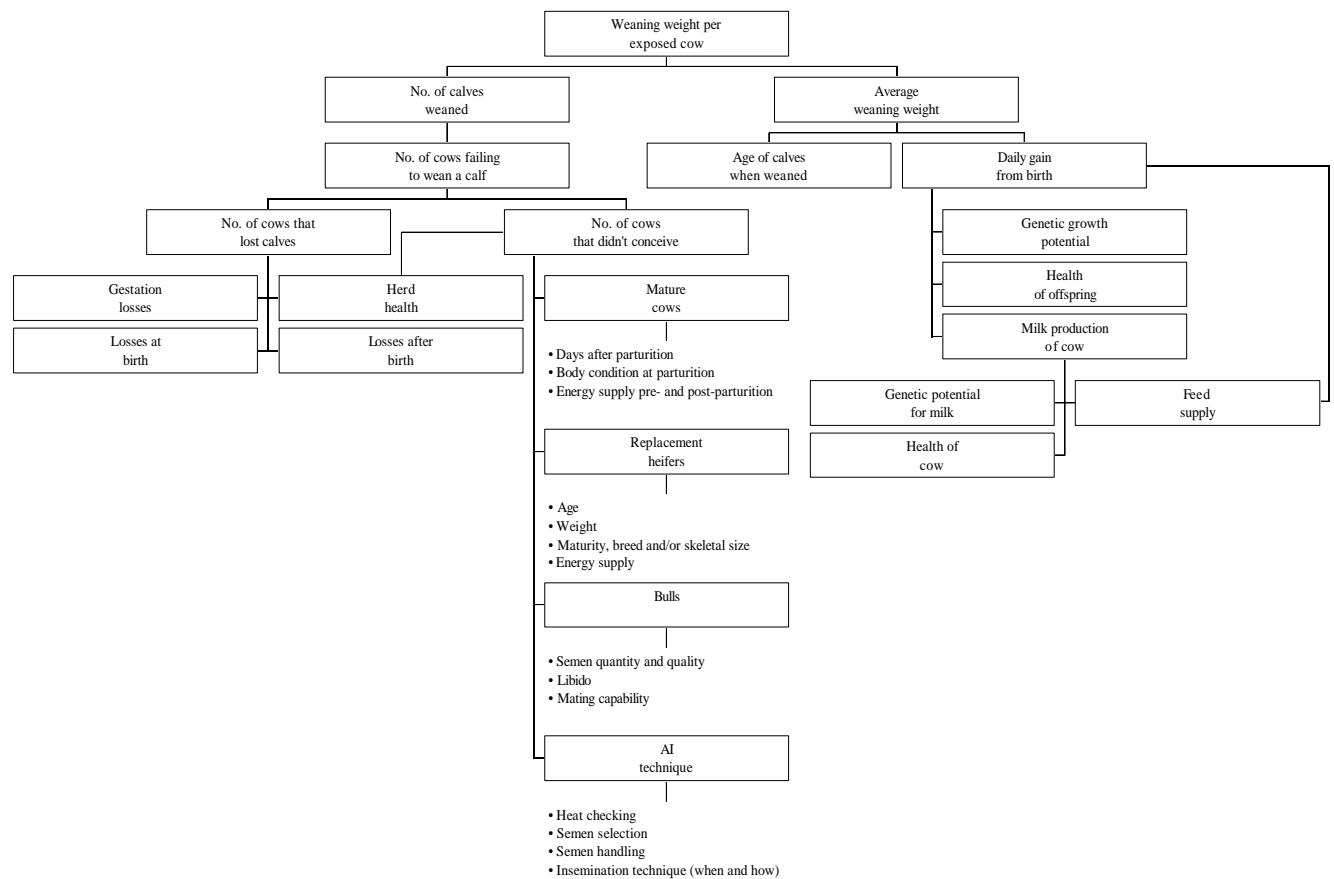 Weaning weight per
exposed cow
No. of calves
weaned
Average
weaning weight
No. of cows failing
to wean a calf
Age of calves
when weaned
Daily gain
from birth
No. of cows that
lost calves
No. of cows
that didn't conceive
Genetic growth
potential
Gestation
losses
Herd
health
Mature
cows
Health
of offspring
Losses at
birth
Losses after
birth
Milk production
of cow
• Days after parturition
• Body condition at parturition
• Energy supply pre- and post-parturition
Genetic potential
for milk
Feed
supply
Replacement
heifers
Health of
cow
• Age
• Weight
• Maturity, breed and/or skeletal size
• Energy supply
Bulls
• Semen quantity and quality
• Libido
• Mating capability
AI
technique
• Heat checking
• Semen selection
• Semen handling
• Insemination technique (when and how)